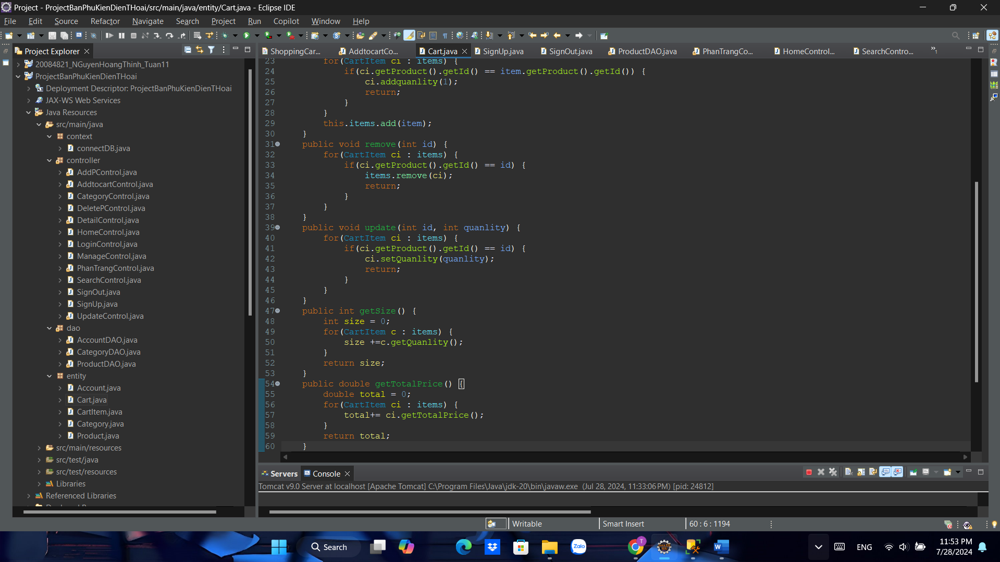 Project - ProjectBanPhuKienDienTHoai/src/main/java/entity/Cart.java - Eclipse IDE
File Edit Source Refactor Navigate Search Project Run Copilot Window Help
Project Explorer
ShoppingCar... AddtocartCo... Cart.java SignUp.java SignOut.java ProductDAO.java PhanTrangCo... HomeControl... SearchContro... »1
20084821_NGuyenHoangThinh_Tuan11
ProjectBanPhuKienDienTHoai
Deployment Descriptor: ProjectBanPhuKienDienTHoai
JAX-WS Web Services
Java Resources
src/main/java
context
connectDB.java
controller
AddPControl.java
AddtocartControl.java
CategoryControl.java
DeletePControl.java
DetailControl.java
HomeControl.java
LoginControl.java
ManageControl.java
PhanTrangControl.java
SearchControl.java
SignOut.java
SignUp.java
UpdateControl.java
dao
AccountDAO.java
CategoryDAO.java
ProductDAO.java
entity
Account.java
Cart.java
CartItem.java
Category.java
Product.java
src/main/resources
src/test/java
src/test/resources
Libraries
Referenced Libraries
23 for(CartItem ci : items) {
24 if(ci.getProduct().getId() == item.getProduct().getId()) {
25 ci.addquanlity(1);
26 return;
27 }
28 }
29 this.items.add(item);
30 }
31 public void remove(int id) {
32 for(CartItem ci : items) {
33 if(ci.getProduct().getId() == id) {
34 items.remove(ci);
35 return;
36 }
37 }
38 }
39 public void update(int id, int quanlity) {
40 for(CartItem ci : items) {
41 if(ci.getProduct().getId() == id) {
42 ci.setQuanlity(quanlity);
43 return;
44 }
45 }
46 }
47 public int getSize() {
48 int size = 0;
49 for(CartItem c : items) {
50 size +=c.getQuanlity();
51 }
52 return size;
53 }
54 public double getTotalPrice() {
55 double total = 0;
56 for(CartItem ci : items) {
57 total+= ci.getTotalPrice();
58 }
59 return total;
60 }
Servers Console
Tomcat v9.0 Server at localhost [Apache Tomcat] C:\Program Files\Java\jdk-20\bin\javaw.exe (Jul 28, 2024, 11:33:06 PM) [pid: 24812]
Writable Smart Insert 60 : 6 : 1194
Search
Zalo
ENG
11:53 PM
7/28/2024